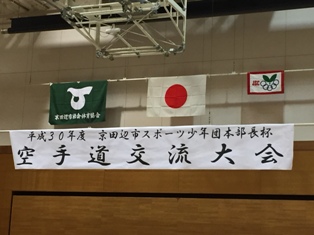 平成30年度 京田辺市スポーツ少年団本部長杯
空手道交流大会